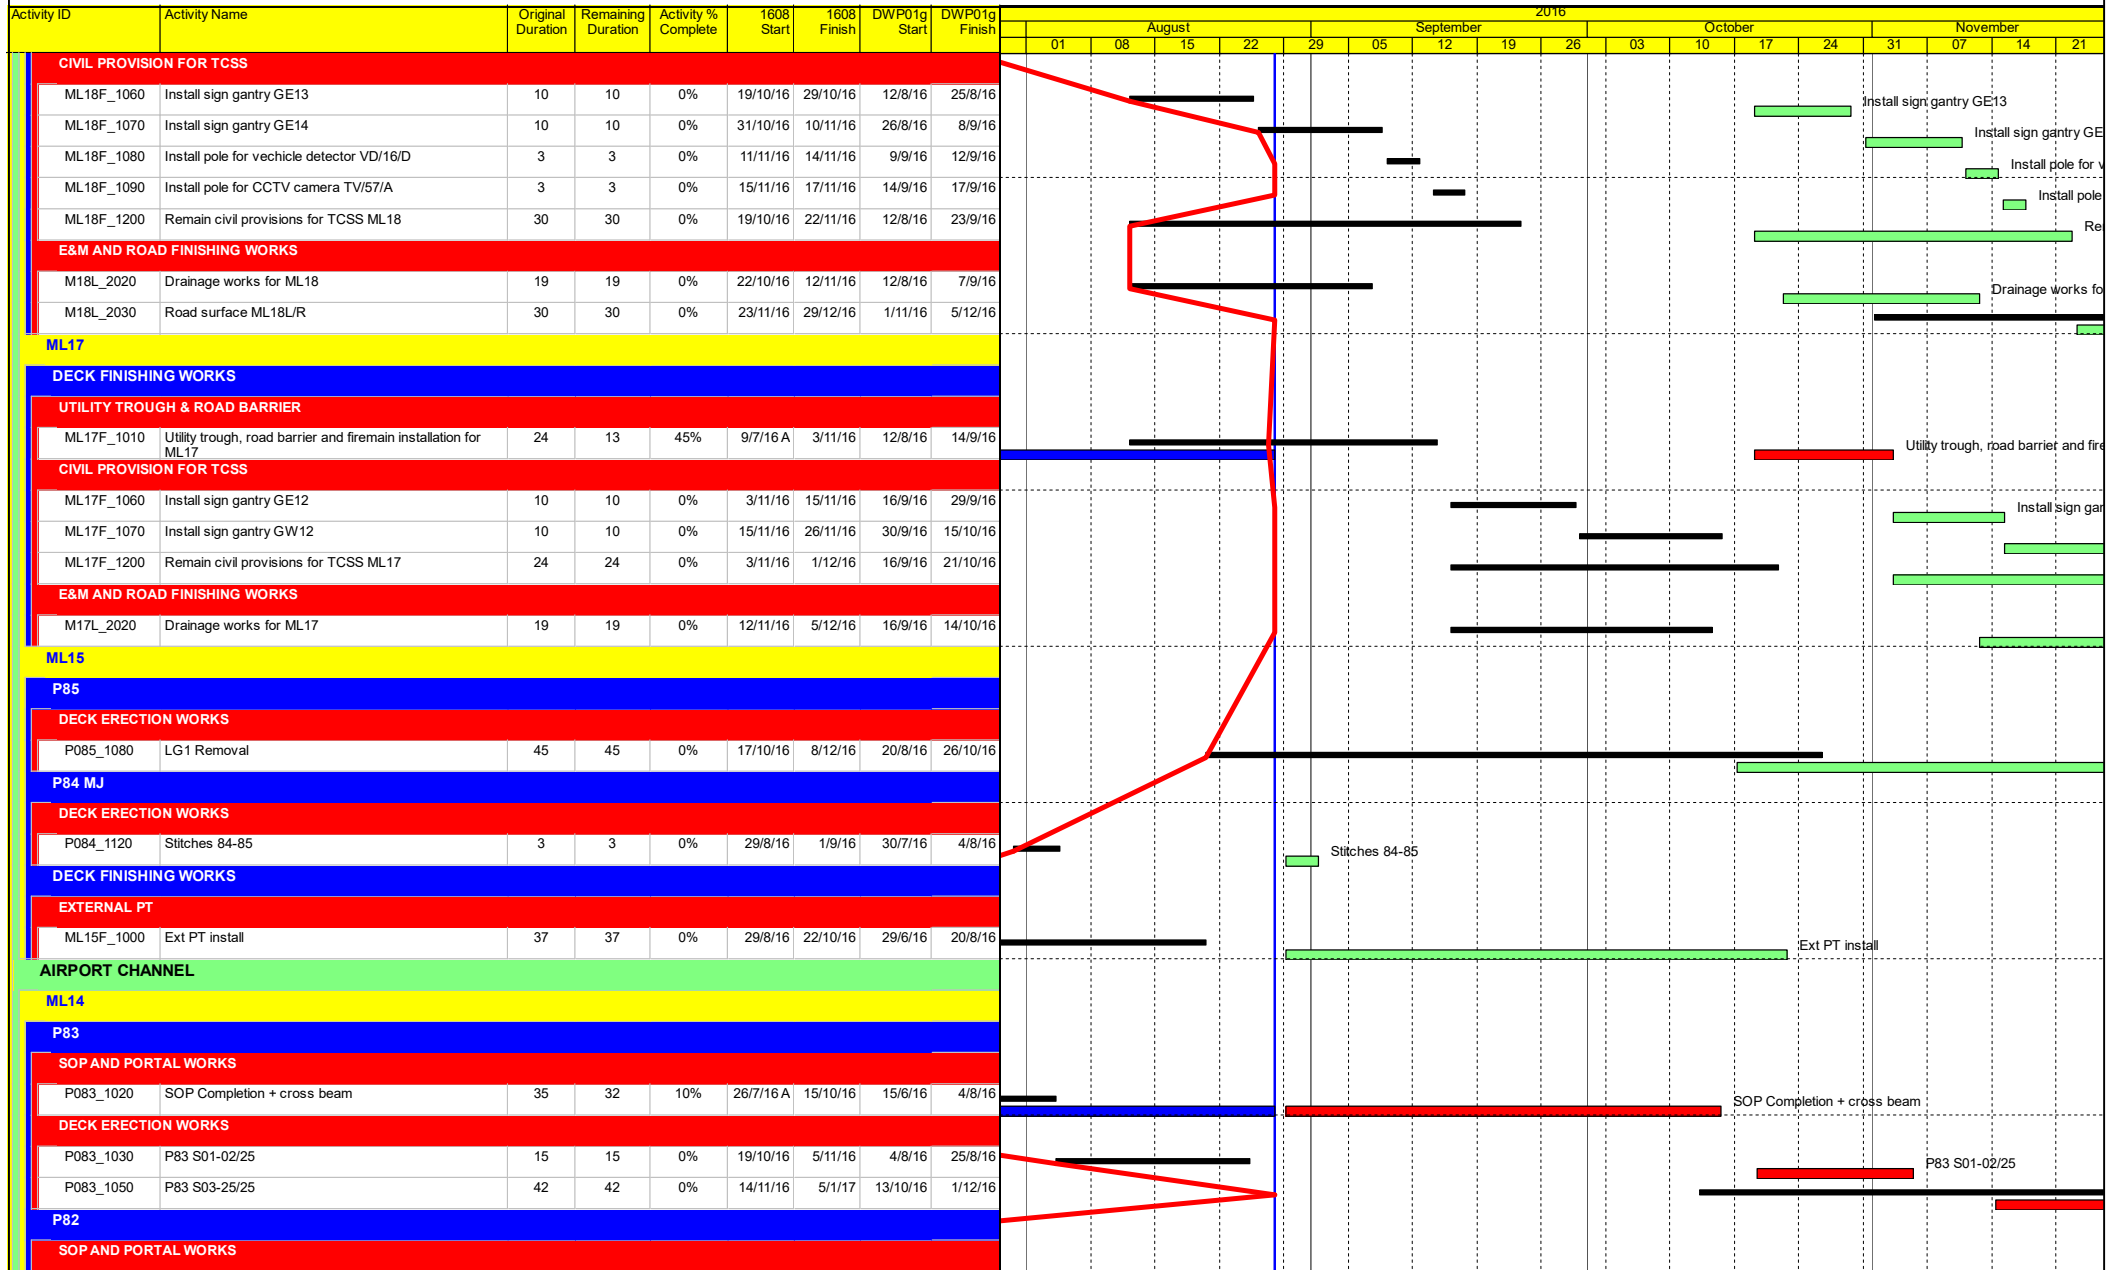 Activity ID Activity Name Original Duration Remaining Duration Activity % Complete 1608 Start 1608 Finish DWP01g Start DWP01g Finish
2016
August September October November
01 08 15 22 29 05 12 19 26 03 10 17 24 31 07 14 21
CIVIL PROVISION FOR TCSS
ML18F_1060 Install sign gantry GE13 10 10 0% 19/10/16 29/10/16 12/8/16 25/8/16 Install sign gantry GE13
ML18F_1070 Install sign gantry GE14 10 10 0% 31/10/16 10/11/16 26/8/16 8/9/16 Install sign gantry GE
ML18F_1080 Install pole for vechicle detector VD/16/D 3 3 0% 11/11/16 14/11/16 9/9/16 12/9/16 Install pole for v
ML18F_1090 Install pole for CCTV camera TV/57/A 3 3 0% 15/11/16 17/11/16 14/9/16 17/9/16 Install pole
ML18F_1200 Remain civil provisions for TCSS ML18 30 30 0% 19/10/16 22/11/16 12/8/16 23/9/16 Re
E&M AND ROAD FINISHING WORKS
M18L_2020 Drainage works for ML18 19 19 0% 22/10/16 12/11/16 12/8/16 7/9/16 Drainage works fo
M18L_2030 Road surface ML18L/R 30 30 0% 23/11/16 29/12/16 1/11/16 5/12/16
ML17
DECK FINISHING WORKS
UTILITY TROUGH & ROAD BARRIER
ML17F_1010 Utility trough, road barrier and firemain installation for ML17 24 13 45% 9/7/16 A 3/11/16 12/8/16 14/9/16 Utility trough, road barrier and fire
CIVIL PROVISION FOR TCSS
ML17F_1060 Install sign gantry GE12 10 10 0% 3/11/16 15/11/16 16/9/16 29/9/16 Install sign gan
ML17F_1070 Install sign gantry GW12 10 10 0% 15/11/16 26/11/16 30/9/16 15/10/16
ML17F_1200 Remain civil provisions for TCSS ML17 24 24 0% 3/11/16 1/12/16 16/9/16 21/10/16
E&M AND ROAD FINISHING WORKS
M17L_2020 Drainage works for ML17 19 19 0% 12/11/16 5/12/16 16/9/16 14/10/16
ML15
P85
DECK ERECTION WORKS
P085_1080 LG1 Removal 45 45 0% 17/10/16 8/12/16 20/8/16 26/10/16
P84 MJ
DECK ERECTION WORKS
P084_1120 Stitches 84-85 3 3 0% 29/8/16 1/9/16 30/7/16 4/8/16 Stitches 84-85
DECK FINISHING WORKS
EXTERNAL PT
ML15F_1000 Ext PT install 37 37 0% 29/8/16 22/10/16 29/6/16 20/8/16 Ext PT install
AIRPORT CHANNEL
ML14
P83
SOP AND PORTAL WORKS
P083_1020 SOP Completion + cross beam 35 32 10% 26/7/16 A 15/10/16 15/6/16 4/8/16 SOP Completion + cross beam
DECK ERECTION WORKS
P083_1030 P83 S01-02/25 15 15 0% 19/10/16 5/11/16 4/8/16 25/8/16 P83 S01-02/25
P083_1050 P83 S03-25/25 42 42 0% 14/11/16 5/1/17 13/10/16 1/12/16
P82
SOP AND PORTAL WORKS